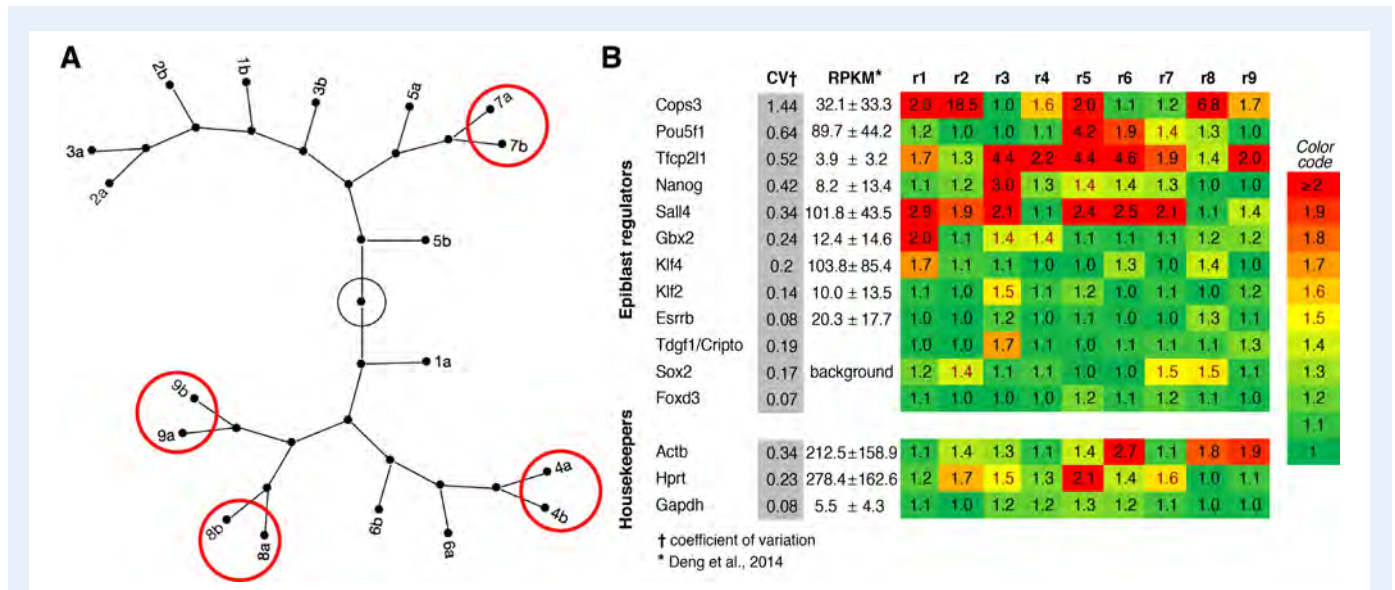 A
2b
1b
3b
5a
7a
7b
3a
2a
5b
1a
9b
9a
8b
8a
6b
6a
4a
4b
B
CV† RPKM* r1 r2 r3 r4 r5 r6 r7 r8 r9
Epiblast regulators
Cops3 1.44 32.1 ± 33.3 2.9 18.5 1.0 1.6 2.0 1.1 1.2 6.8 1.7
Pou5f1 0.64 89.7 ± 44.2 1.2 1.0 1.0 1.1 4.2 1.9 1.4 1.3 1.0
Tfcp2l1 0.52 3.9 ± 3.2 1.7 1.3 4.4 2.2 4.4 4.6 1.9 1.4 2.0
Nanog 0.42 8.2 ± 13.4 1.1 1.2 3.0 1.3 1.4 1.4 1.3 1.0 1.0
Sall4 0.34 101.8 ± 43.5 2.9 1.9 2.1 1.1 2.4 2.5 2.1 1.1 1.4
Gbx2 0.24 12.4 ± 14.6 2.0 1.1 1.4 1.4 1.1 1.1 1.1 1.2 1.2
Klf4 0.2 103.8± 85.4 1.7 1.1 1.1 1.0 1.0 1.3 1.0 1.4 1.0
Klf2 0.14 10.0 ± 13.5 1.1 1.0 1.5 1.1 1.2 1.0 1.1 1.0 1.2
Esrrb 0.08 20.3 ± 17.7 1.0 1.0 1.2 1.0 1.1 1.0 1.0 1.3 1.1
Tdgf1/Cripto 0.19 1.0 1.0 1.7 1.1 1.0 1.1 1.1 1.1 1.3
Sox2 0.17 background 1.2 1.4 1.1 1.1 1.0 1.0 1.5 1.5 1.1
Foxd3 0.07 1.1 1.0 1.0 1.0 1.2 1.1 1.2 1.1 1.0
Housekeepers
Actb 0.34 212.5±158.9 1.1 1.4 1.3 1.1 1.4 2.7 1.1 1.8 1.9
Hprt 0.23 278.4±162.6 1.2 1.7 1.5 1.3 2.1 1.4 1.6 1.0 1.1
Gapdh 0.08 5.5 ± 4.3 1.1 1.0 1.2 1.2 1.3 1.2 1.1 1.0 1.0
† coefficient of variation
* Deng et al., 2014
Color
code
≥2
1.9
1.8
1.7
1.6
1.5
1.4
1.3
1.2
1.1
1